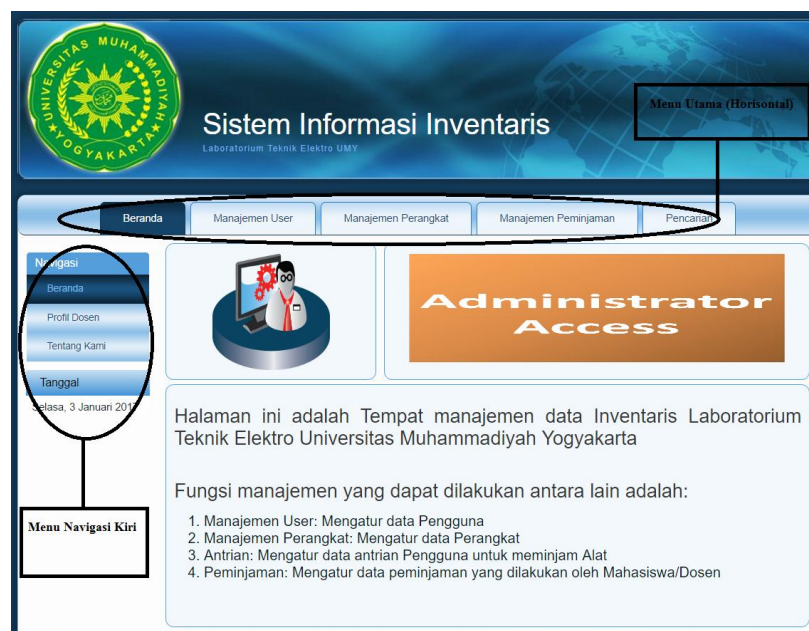 UNIVERSITAS MUHAMMADIYAH
YOGYAKARTA
Sistem Informasi Inventaris
Laboratorium Teknik Elektro UMY
Menu Utama (Horisontal)
Beranda
Manajemen User
Manajemen Perangkat
Manajemen Peminjaman
Pencarian
Navigasi
Beranda
Profil Dosen
Tentang Kami
Tanggal
Selasa, 3 Januari 2017
Menu Navigasi Kiri
Administrator
Access
Halaman ini adalah Tempat manajemen data Inventaris Laboratorium
Teknik Elektro Universitas Muhammadiyah Yogyakarta
Fungsi manajemen yang dapat dilakukan antara lain adalah:
1. Manajemen User: Mengatur data Pengguna
2. Manajemen Perangkat: Mengatur data Perangkat
3. Antrian: Mengatur data antrian Pengguna untuk meminjam Alat
4. Peminjaman: Mengatur data peminjaman yang dilakukan oleh Mahasiswa/Dosen